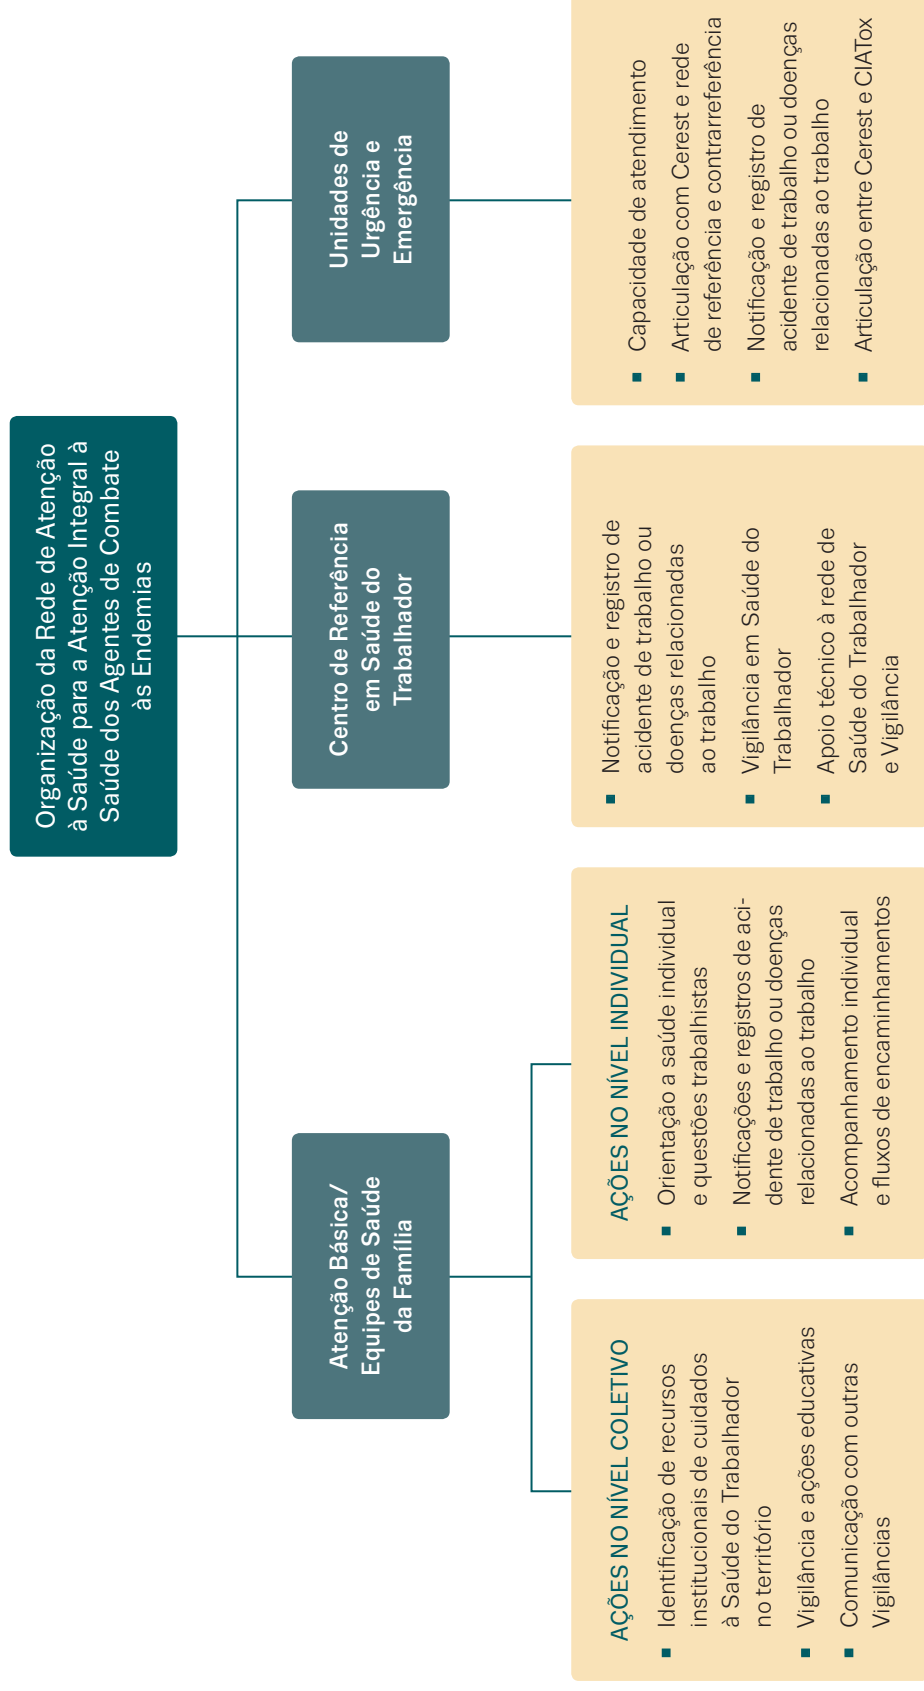 Organização da Rede de Atenção
à Saúde para a Atenção Integral à
Saúde dos Agentes de Combate
às Endemias
Atenção Básica/
Equipes de Saúde
da Família
Centro de Referência
em Saúde do
Trabalhador
Unidades de
Urgência e
Emergência
AÇÕES NO NÍVEL COLETIVO
▪ Identificação de recursos
institucionais de cuidados
à Saúde do Trabalhador
no território
▪ Vigilância e ações educativas
▪ Comunicação com outras
Vigilâncias
AÇÕES NO NÍVEL INDIVIDUAL
▪ Orientação a saúde individual
e questões trabalhistas
▪ Notificações e registros de aci-
dente de trabalho ou doenças
relacionadas ao trabalho
▪ Acompanhamento individual
e fluxos de encaminhamentos
▪ Notificação e registro de
acidente de trabalho ou
doenças relacionadas
ao trabalho
▪ Vigilância em Saúde do
Trabalhador
▪ Apoio técnico à rede de
Saúde do Trabalhador
e Vigilância
▪ Capacidade de atendimento
▪ Articulação com Cerest e rede
de referência e contrarreferência
▪ Notificação e registro de
acidente de trabalho ou doenças
relacionadas ao trabalho
▪ Articulação entre Cerest e CIATox